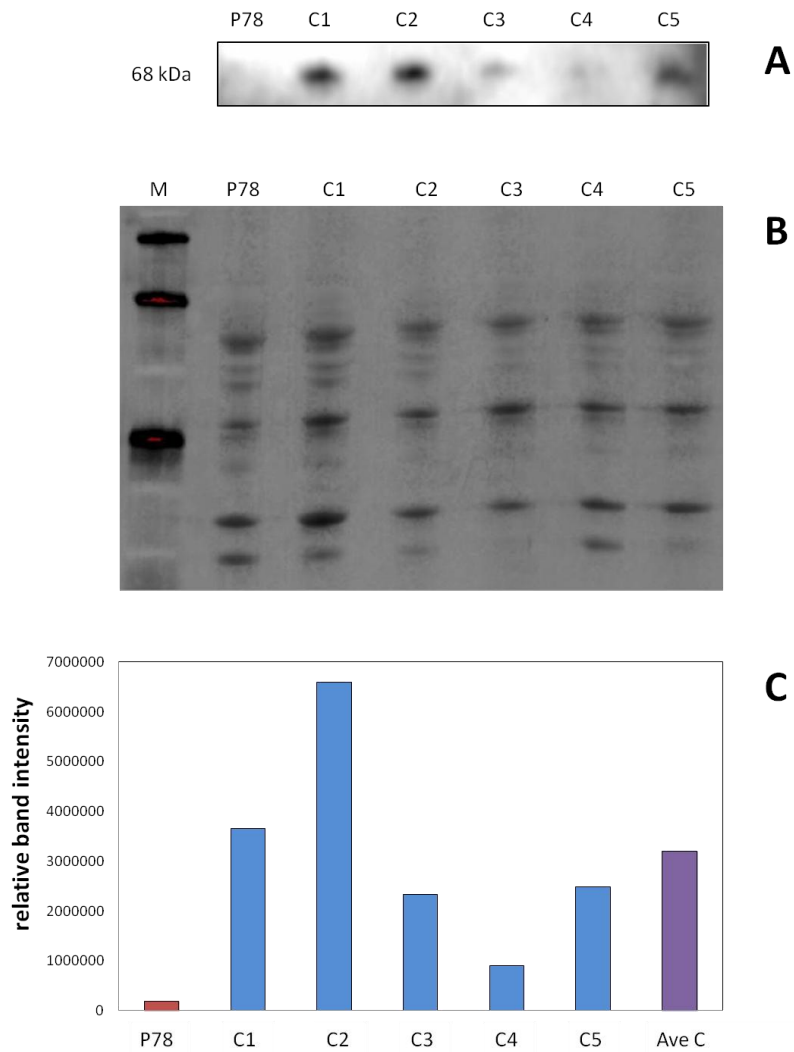 P78 C1 C2 C3 C4 C5
68 kDa
A
M P78 C1 C2 C3 C4 C5
B
C
relative band intensity
7000000
6000000
5000000
4000000
3000000
2000000
1000000
0
P78 C1 C2 C3 C4 C5 Ave C